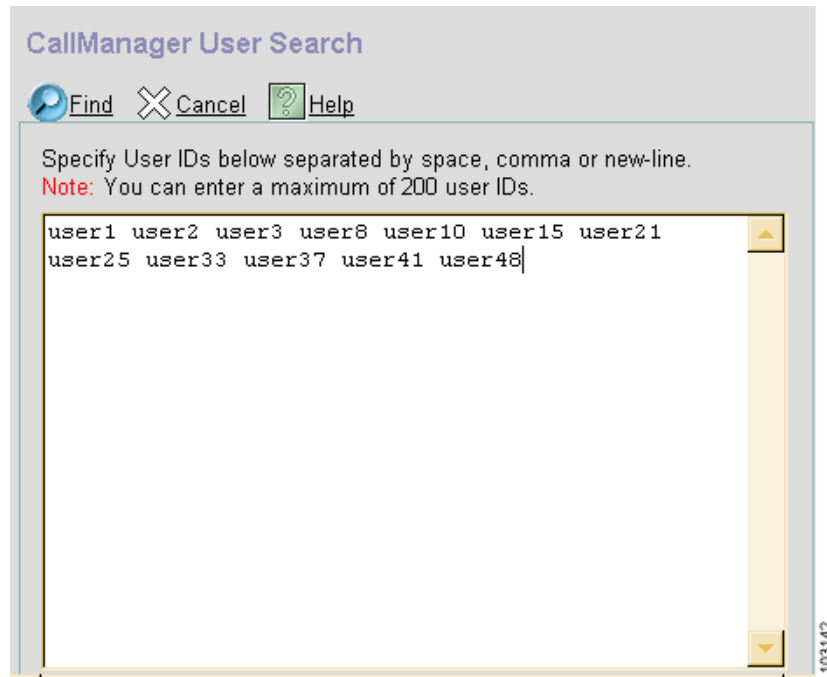 CallManager User Search
Find Cancel Help
Specify User IDs below separated by space, comma or new-line.
Note: You can enter a maximum of 200 user IDs.
user1 user2 user3 user8 user10 user15 user21
user25 user33 user37 user41 user48
103142